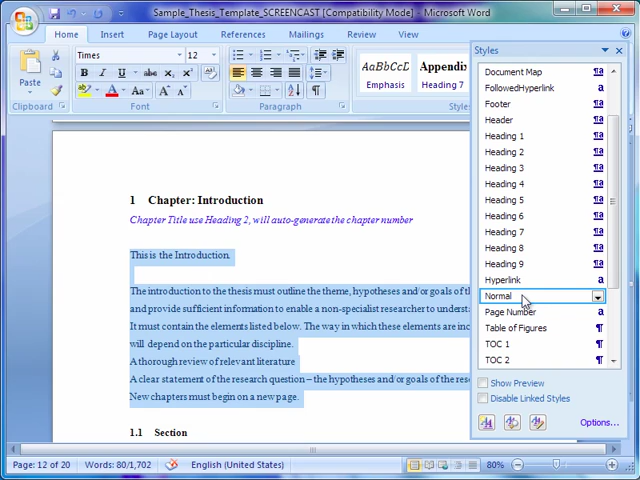 Sample_Thesis_Template_SCREENCAST [Compatibility Mode] - Microsoft Word
Home Insert Page Layout References Mailings Review View
Times 12
Paste
B I U abc x₂ x²
ab A Aa A A
AaBbCcD Appendix
Emphasis Heading 7
Clipboard Font Paragraph Styles
Styles
Document Map
FollowedHyperlink
Footer
Header
Heading 1
Heading 2
Heading 3
Heading 4
Heading 5
Heading 6
Heading 7
Heading 8
Heading 9
Hyperlink
Normal
Page Number
Table of Figures
TOC 1
TOC 2
Show Preview
Disable Linked Styles
Options...
1 Chapter: Introduction
Chapter Title use Heading 2, will auto-generate the chapter number
This is the Introduction.
The introduction to the thesis must outline the theme, hypotheses and/or goals of th
and provide sufficient information to enable a non-specialist researcher to underst
It must contain the elements listed below. The way in which these elements are inc
will depend on the particular discipline.
A thorough review of relevant literature
A clear statement of the research question – the hypotheses and/or goals of the rese
New chapters must begin on a new page.
1.1 Section
Page: 12 of 20 Words: 80/1,702 English (United States) 80%